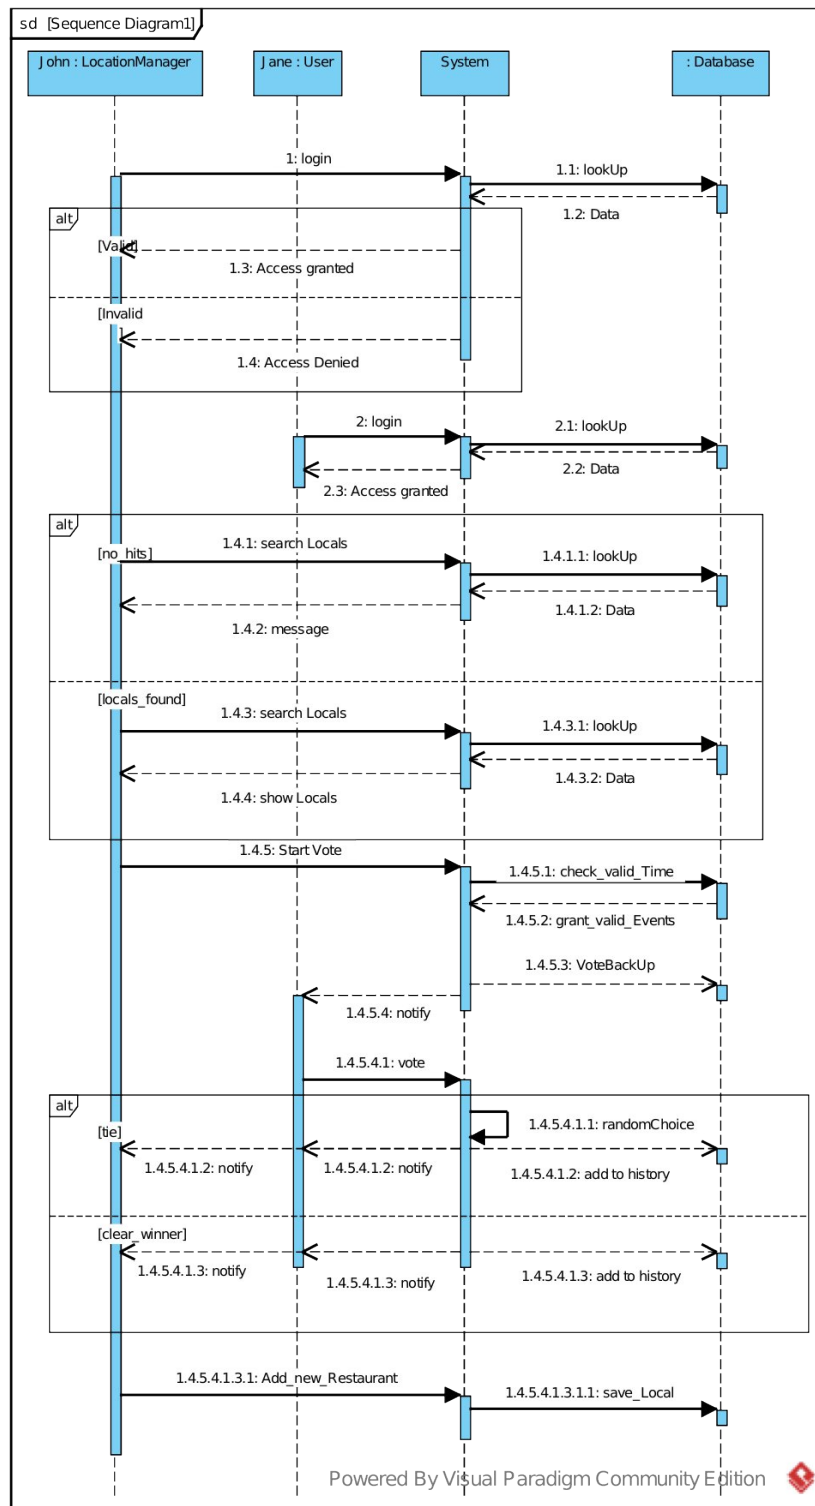 sd [Sequence Diagram1]
John : LocationManager
Jane : User
System
: Database
1: login
1.1: lookUp
1.2: Data
alt
[Valid]
1.3: Access granted
[Invalid
]
1.4: Access Denied
2: login
2.1: lookUp
2.2: Data
2.3: Access granted
alt
[no_hits]
1.4.1: search Locals
1.4.1.1: lookUp
1.4.1.2: Data
1.4.2: message
[locals_found]
1.4.3: search Locals
1.4.3.1: lookUp
1.4.3.2: Data
1.4.4: show Locals
1.4.5: Start Vote
1.4.5.1: check_valid_Time
1.4.5.2: grant_valid_Events
1.4.5.3: VoteBackUp
1.4.5.4: notify
1.4.5.4.1: vote
alt
[tie]
1.4.5.4.1.1: randomChoice
1.4.5.4.1.2: notify
1.4.5.4.1.2: notify
1.4.5.4.1.2: add to history
[clear_winner]
1.4.5.4.1.3: notify
1.4.5.4.1.3: notify
1.4.5.4.1.3: add to history
1.4.5.4.1.3.1: Add_new_Restaurant
1.4.5.4.1.3.1.1: save_Local
Powered By Visual Paradigm Community Edition